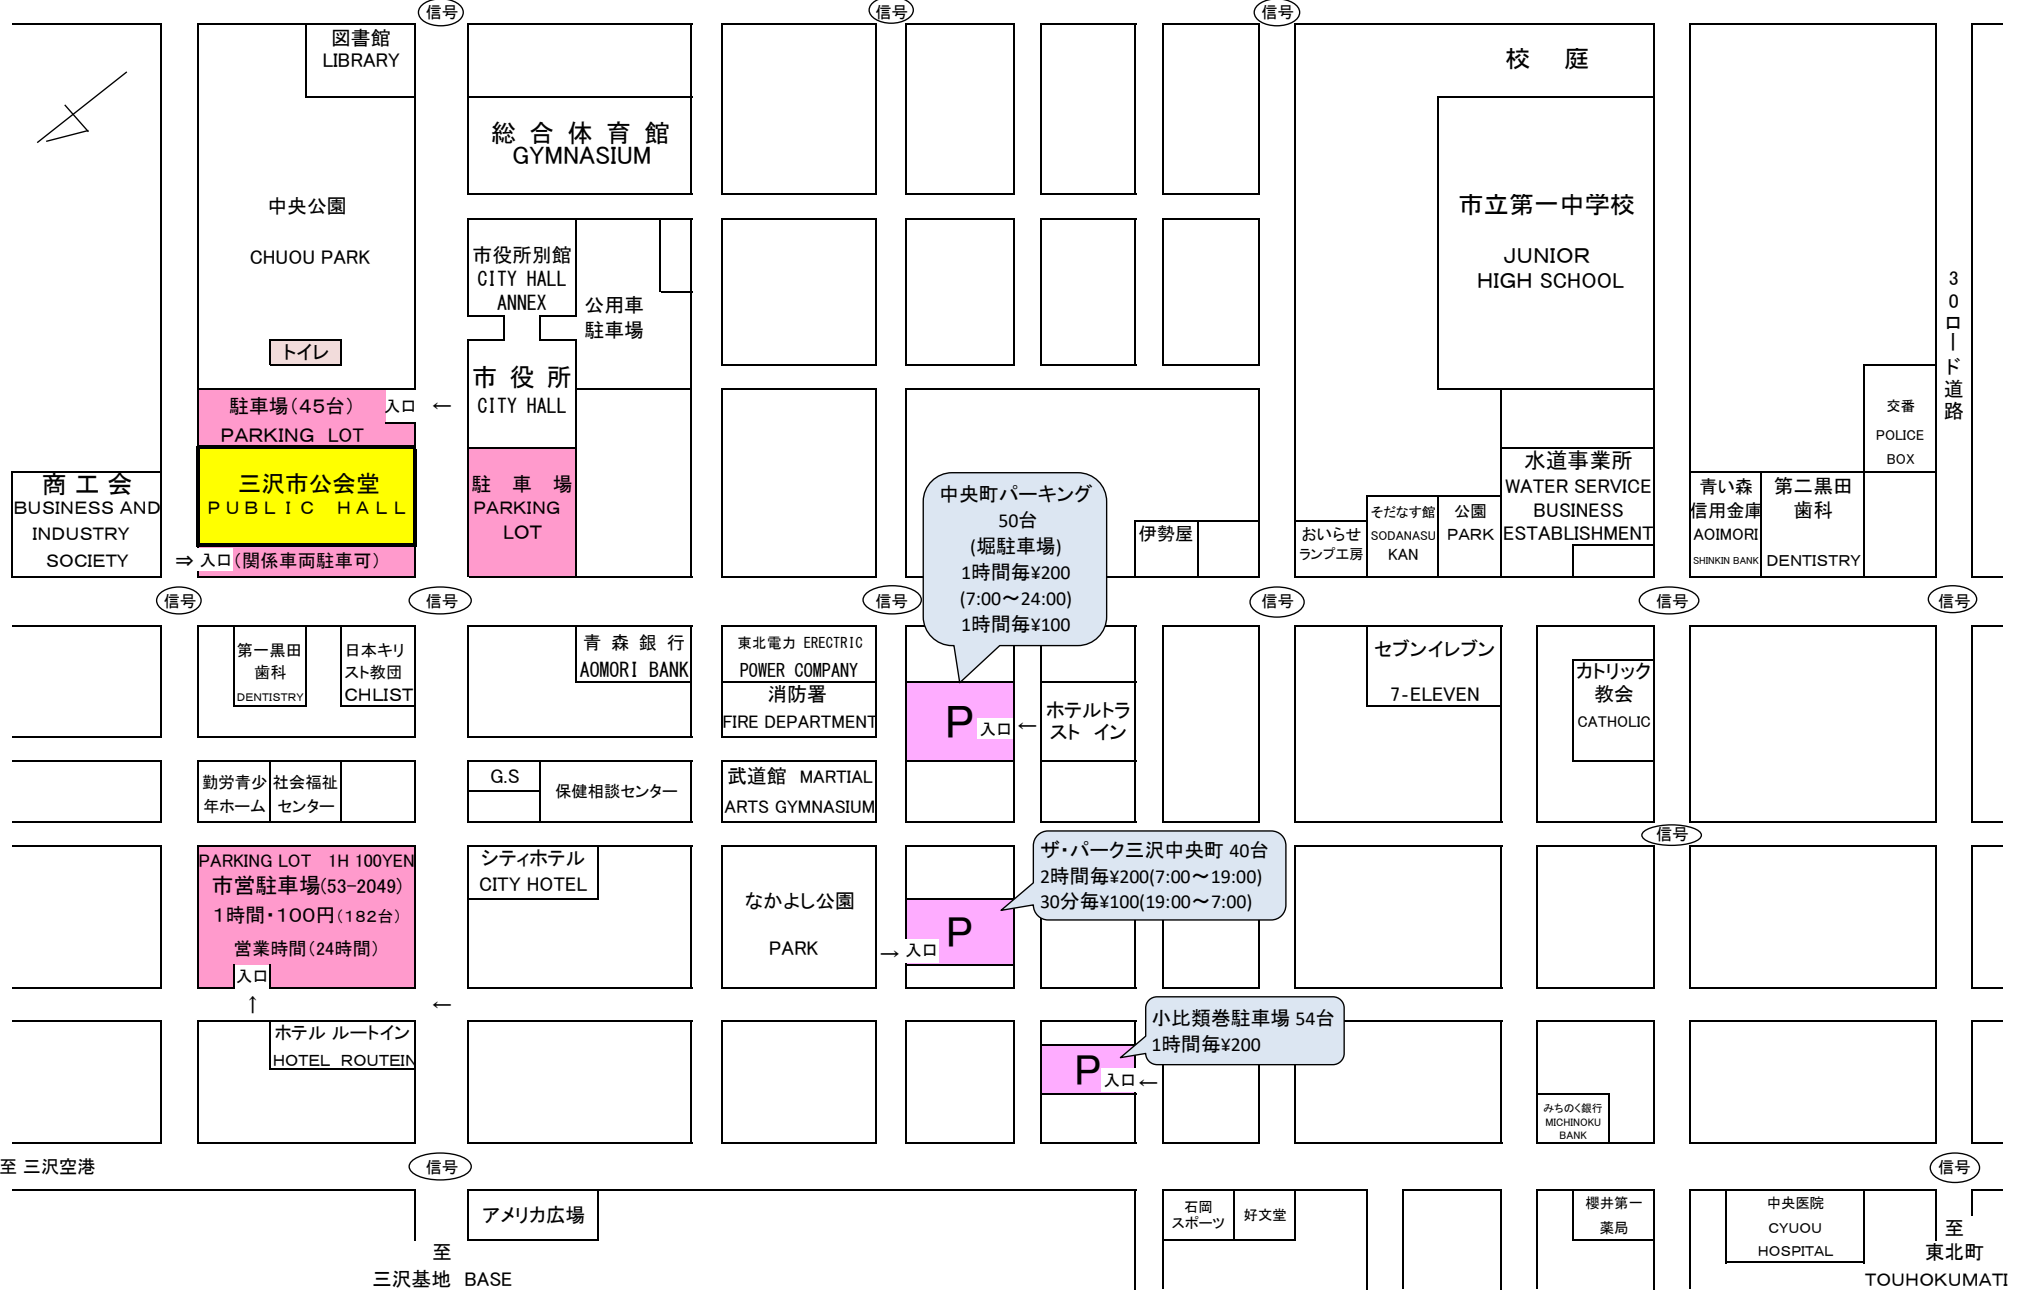 信号
信号
信号
図書館
LIBRARY
校 庭
総 合 体 育 館
GYMNASIUM
中央公園
CHUOU PARK
市役所別館
CITY HALL
ANNEX
公用車
駐車場
市立第一中学校
JUNIOR
HIGH SCHOOL
30ロード道路
トイレ
市 役 所
CITY HALL
駐車場(45台)
PARKING LOT
入口 ←
交番
POLICE
BOX
商 工 会
BUSINESS AND
INDUSTRY
SOCIETY
三沢市公会堂
PUBLIC HALL
⇒ 入口(関係車両駐車可)
駐 車 場
PARKING
LOT
中央町パーキング
50台
(堀駐車場)
1時間毎¥200
(7:00～24:00)
1時間毎¥100
伊勢屋
おいらせ
ランプ工房
そだなす館
SODANASU
KAN
公園
PARK
水道事業所
WATER SERVICE
BUSINESS
ESTABLISHMENT
青い森
信用金庫
AOIMORI
SHINKIN BANK
第二黒田
歯科
DENTISTRY
信号
信号
信号
信号
信号
信号
第一黒田
歯科
DENTISTRY
日本キリ
スト教団
CHLIST
青 森 銀 行
AOMORI BANK
東北電力 ERECTRIC
POWER COMPANY
消防署
FIRE DEPARTMENT
P 入口 ←
ホテルトラ
スト イン
セブンイレブン
7-ELEVEN
カトリック
教会
CATHOLIC
勤労青少
年ホーム
社会福祉
センター
G.S
保健相談センター
武道館 MARTIAL
ARTS GYMNASIUM
信号
PARKING LOT 1H 100YEN
市営駐車場(53-2049)
1時間・100円(182台)
営業時間(24時間)
入口
↑
←
シティホテル
CITY HOTEL
なかよし公園
PARK
→ 入口
P
ザ・パーク三沢中央町 40台
2時間毎¥200(7:00～19:00)
30分毎¥100(19:00～7:00)
ホテル ルートイン
HOTEL ROUTEIN
小比類巻駐車場 54台
1時間毎¥200
P 入口 ←
みちのく銀行
MICHINOKU
BANK
至 三沢空港
信号
信号
アメリカ広場
石岡
スポーツ
好文堂
櫻井第一
薬局
中央医院
CYUOU
HOSPITAL
至
三沢基地 BASE
至
東北町
TOUHOKUMATI